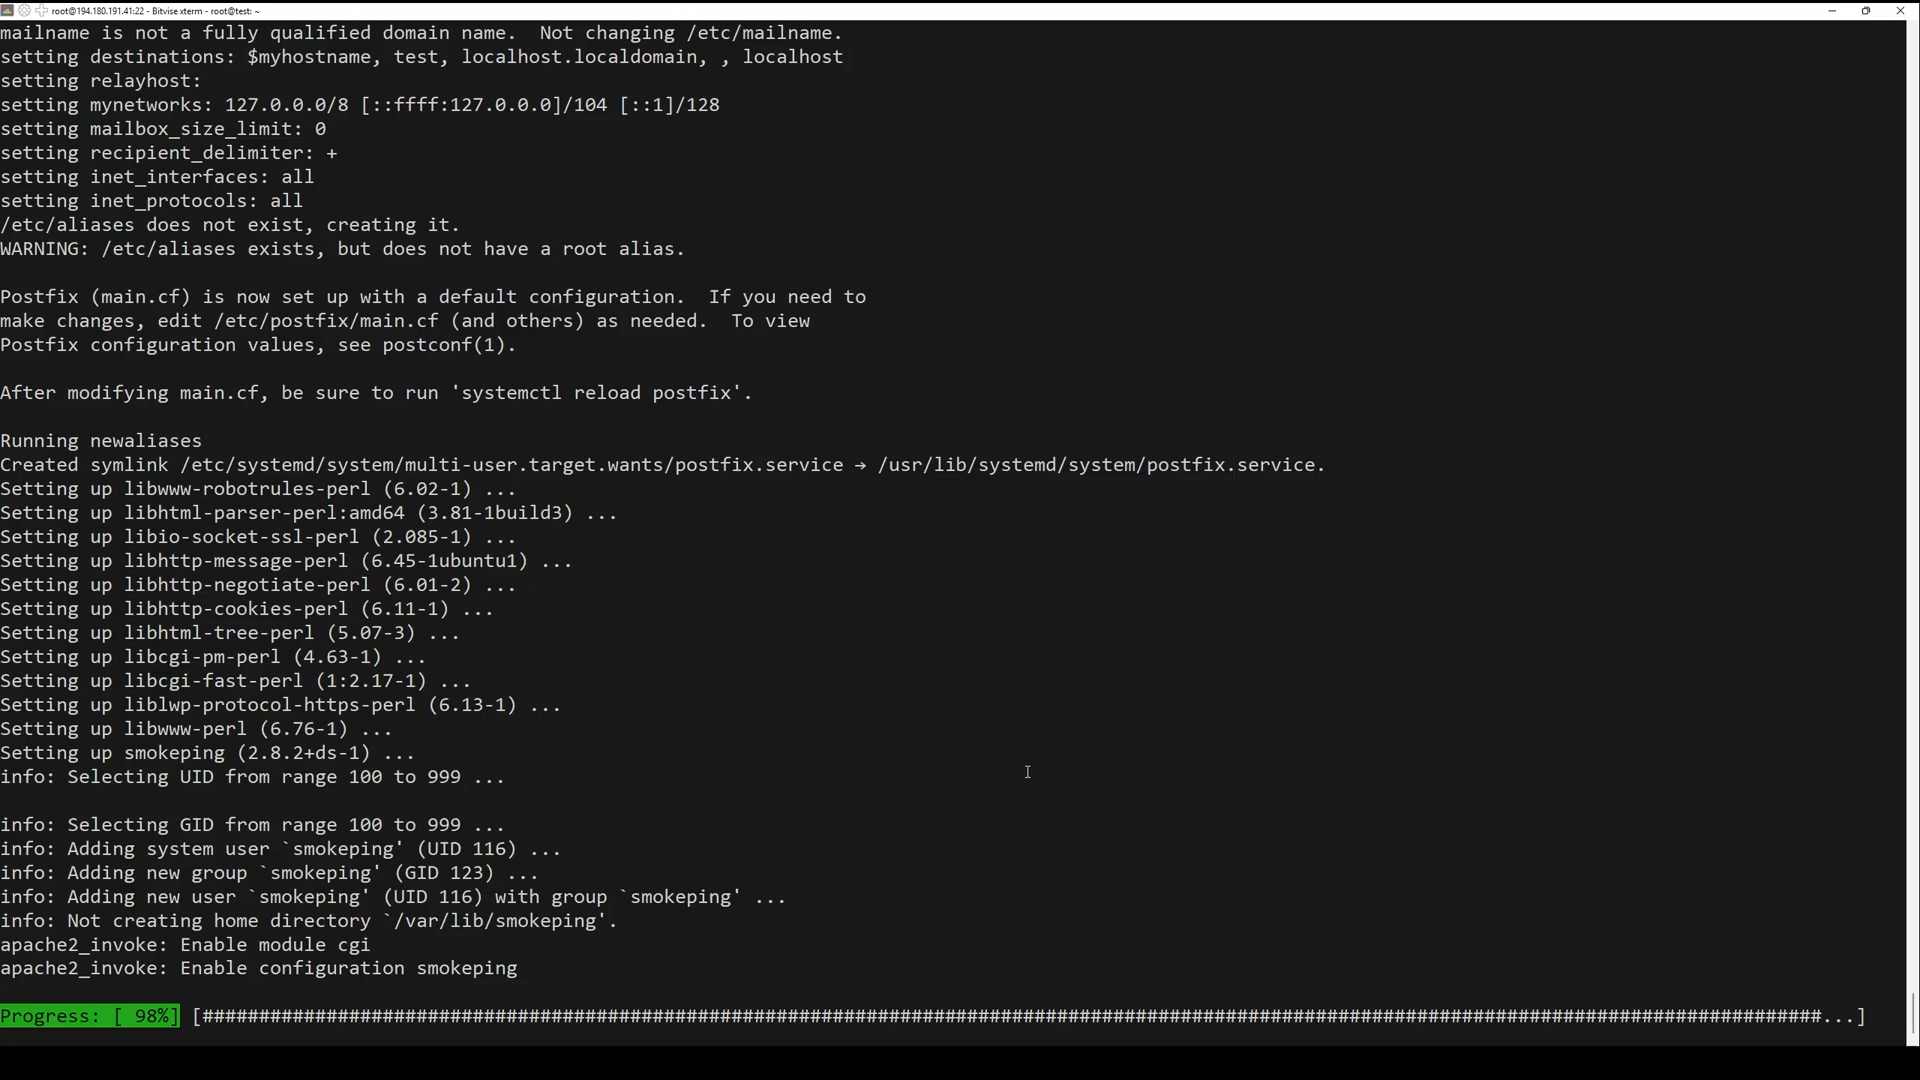 root@194.180.191.41:22 - Bitvise xterm - root@test: ~
mailname is not a fully qualified domain name.  Not changing /etc/mailname.
setting destinations: $myhostname, test, localhost.localdomain, , localhost
setting relayhost:
setting mynetworks: 127.0.0.0/8 [::ffff:127.0.0.0]/104 [::1]/128
setting mailbox_size_limit: 0
setting recipient_delimiter: +
setting inet_interfaces: all
setting inet_protocols: all
/etc/aliases does not exist, creating it.
WARNING: /etc/aliases exists, but does not have a root alias.
Postfix (main.cf) is now set up with a default configuration.  If you need to
make changes, edit /etc/postfix/main.cf (and others) as needed.  To view
Postfix configuration values, see postconf(1).
After modifying main.cf, be sure to run 'systemctl reload postfix'.
Running newaliases
Created symlink /etc/systemd/system/multi-user.target.wants/postfix.service → /usr/lib/systemd/system/postfix.service.
Setting up libwww-robotrules-perl (6.02-1) ...
Setting up libhtml-parser-perl:amd64 (3.81-1build3) ...
Setting up libio-socket-ssl-perl (2.085-1) ...
Setting up libhttp-message-perl (6.45-1ubuntu1) ...
Setting up libhttp-negotiate-perl (6.01-2) ...
Setting up libhttp-cookies-perl (6.11-1) ...
Setting up libhtml-tree-perl (5.07-3) ...
Setting up libcgi-pm-perl (4.63-1) ...
Setting up libcgi-fast-perl (1:2.17-1) ...
Setting up liblwp-protocol-https-perl (6.13-1) ...
Setting up libwww-perl (6.76-1) ...
Setting up smokeping (2.8.2+ds-1) ...
info: Selecting UID from range 100 to 999 ...
info: Selecting GID from range 100 to 999 ...
info: Adding system user `smokeping' (UID 116) ...
info: Adding new group `smokeping' (GID 123) ...
info: Adding new user `smokeping' (UID 116) with group `smokeping' ...
info: Not creating home directory `/var/lib/smokeping'.
apache2_invoke: Enable module cgi
apache2_invoke: Enable configuration smokeping
Progress: [ 98%] [################################################################################################################################################...]